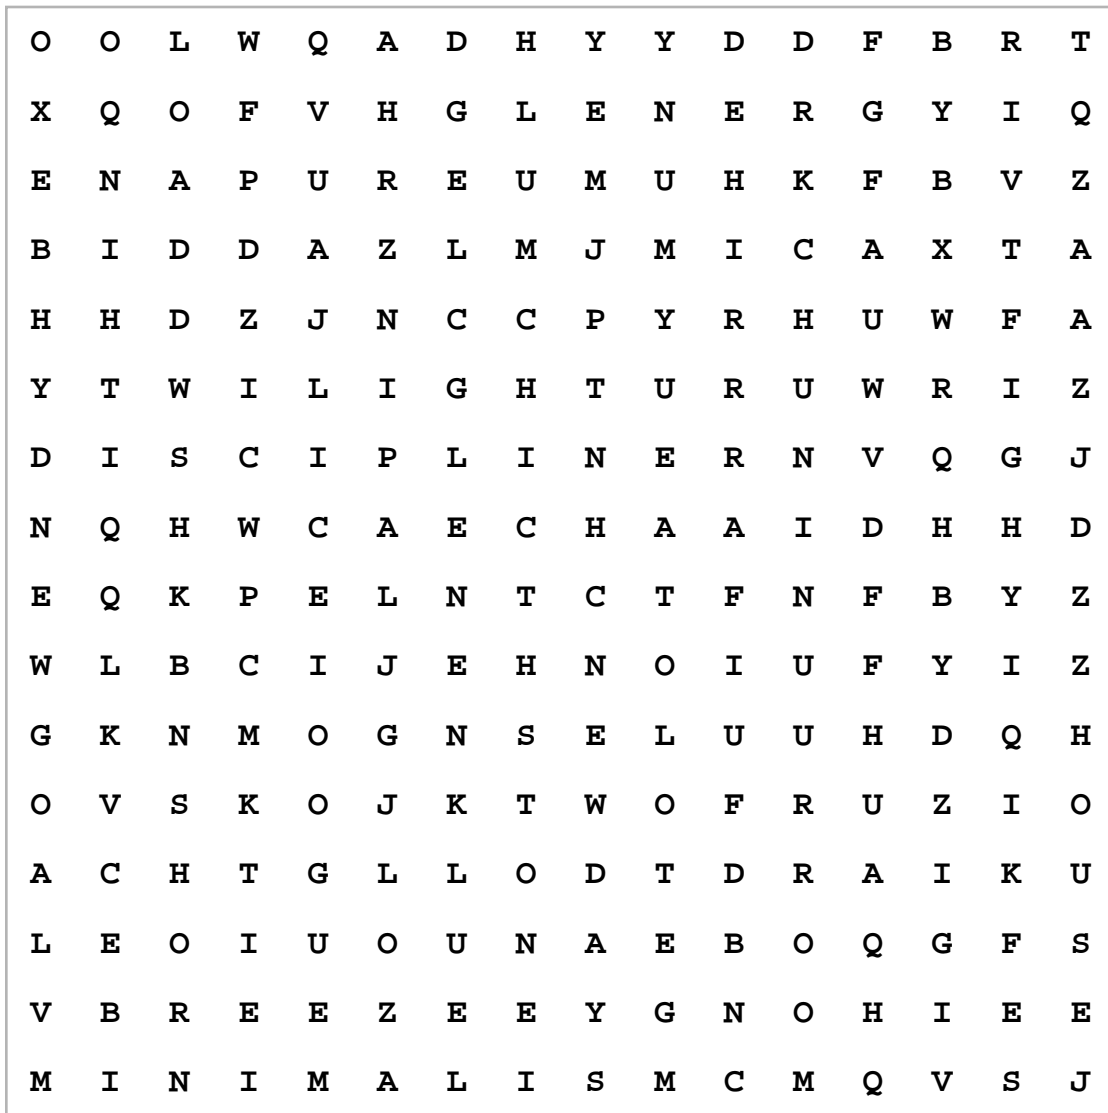 O O L W Q A D H Y Y D D F B R T
X Q O F V H G L E N E R G Y I Q
E N A P U R E U M U H K F B V Z
B I D D A Z L M J M I C A X T A
H H D Z J N C C P Y R H U W F A
Y T W I L I G H T U R U W R I Z
D I S C I P L I N E R N V Q G J
N Q H W C A E C H A A I D H H D
E Q K P E L N T C T F N F B Y Z
W L B C I J E H N O I U F Y I Z
G K N M O G N S E L U U H D Q H
O V S K O J K T W O F R U Z I O
A C H T G L L O D T D R A I K U
L E O I U O U N A E B O Q G F S
V B R E E Z E E Y G N O H I E E
M I N I M A L I S M C M Q V S J